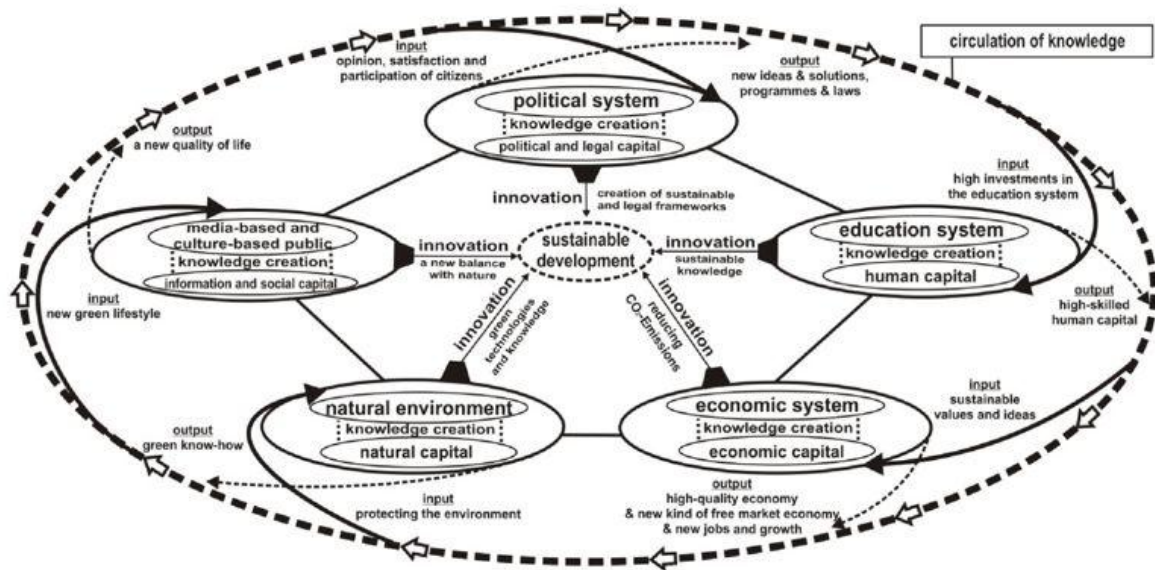 input
opinion, satisfaction and
participation of citizens
output
new ideas & solutions,
programmes & laws
circulation of knowledge
political system
knowledge creation
political and legal capital
output
a new quality of life
input
high investments in
the education system
innovation
creation of sustainable
and legal frameworks
media-based and
culture-based public
knowledge creation
information and social capital
innovation
a new balance
with nature
sustainable
development
innovation
sustainable
knowledge
education system
knowledge creation
human capital
input
new green lifestyle
output
high-skilled
human capital
innovation
green
technologies
and knowledge
innovation
reducing
CO₂-Emissions
natural environment
knowledge creation
natural capital
economic system
knowledge creation
economic capital
input
sustainable
values and ideas
output
green know-how
input
protecting the environment
output
high-quality economy
& new kind of free market economy
& new jobs and growth